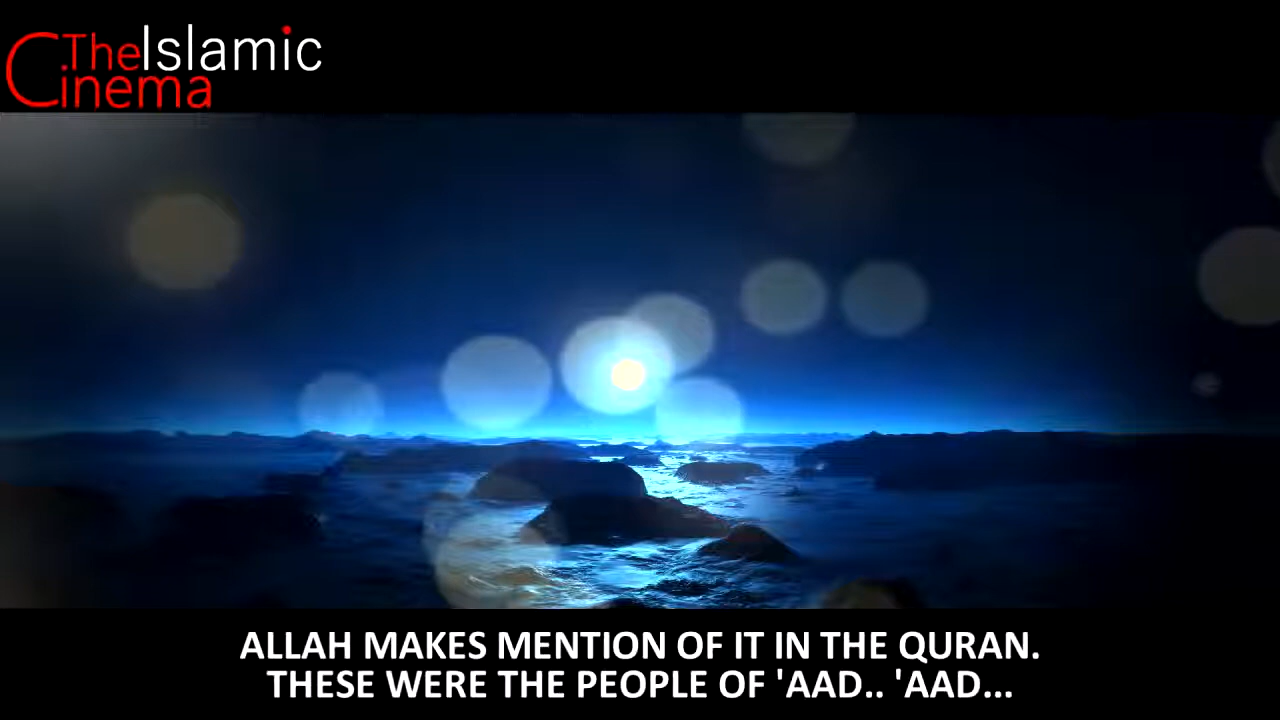 TheIslamic
Cinema
ALLAH MAKES MENTION OF IT IN THE QURAN.
THESE WERE THE PEOPLE OF 'AAD.. 'AAD...